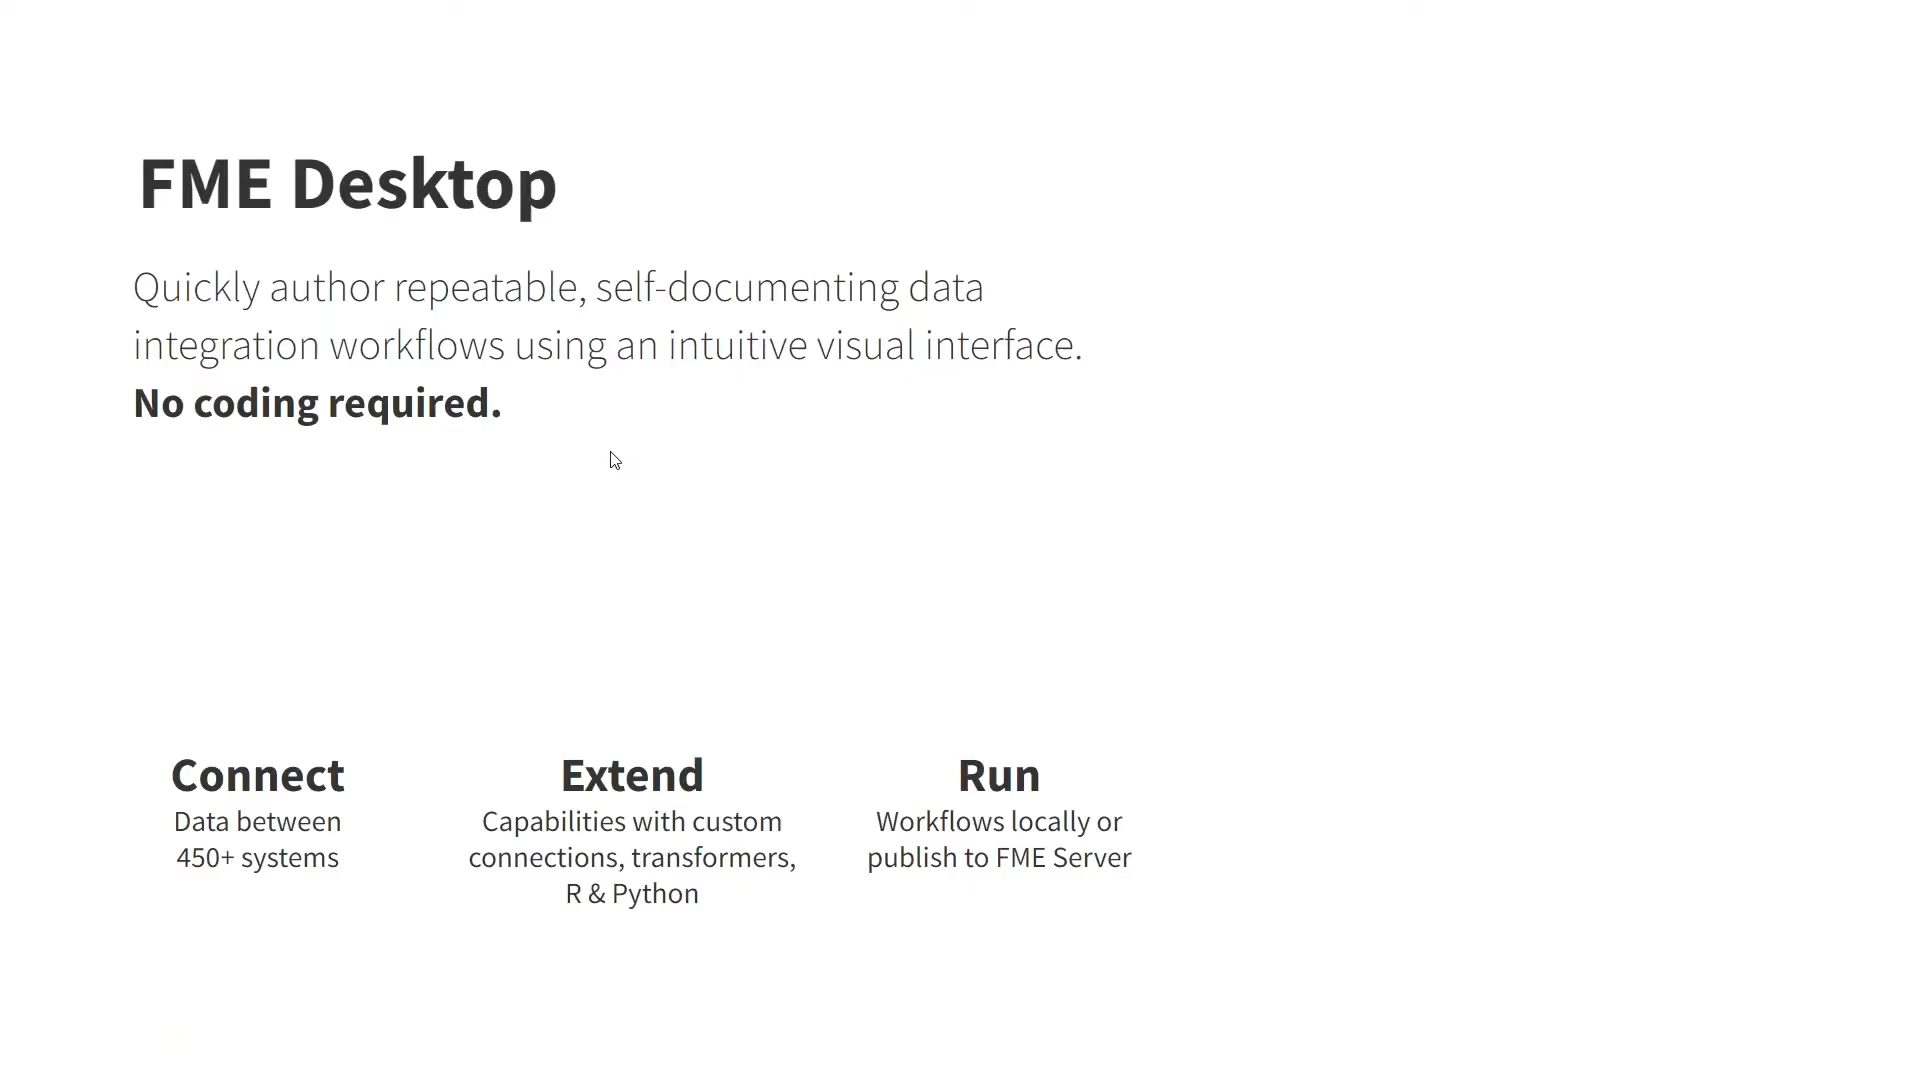 FME Desktop
Quickly author repeatable, self-documenting data
integration workflows using an intuitive visual interface.
No coding required.
Connect
Data between
450+ systems
Extend
Capabilities with custom
connections, transformers,
R & Python
Run
Workflows locally or
publish to FME Server